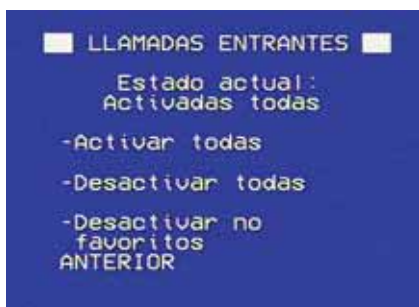 LLAMADAS ENTRANTES
Estado actual:
Activadas todas
-Activar todas
-Desactivar todas
-Desactivar no
favoritos
ANTERIOR